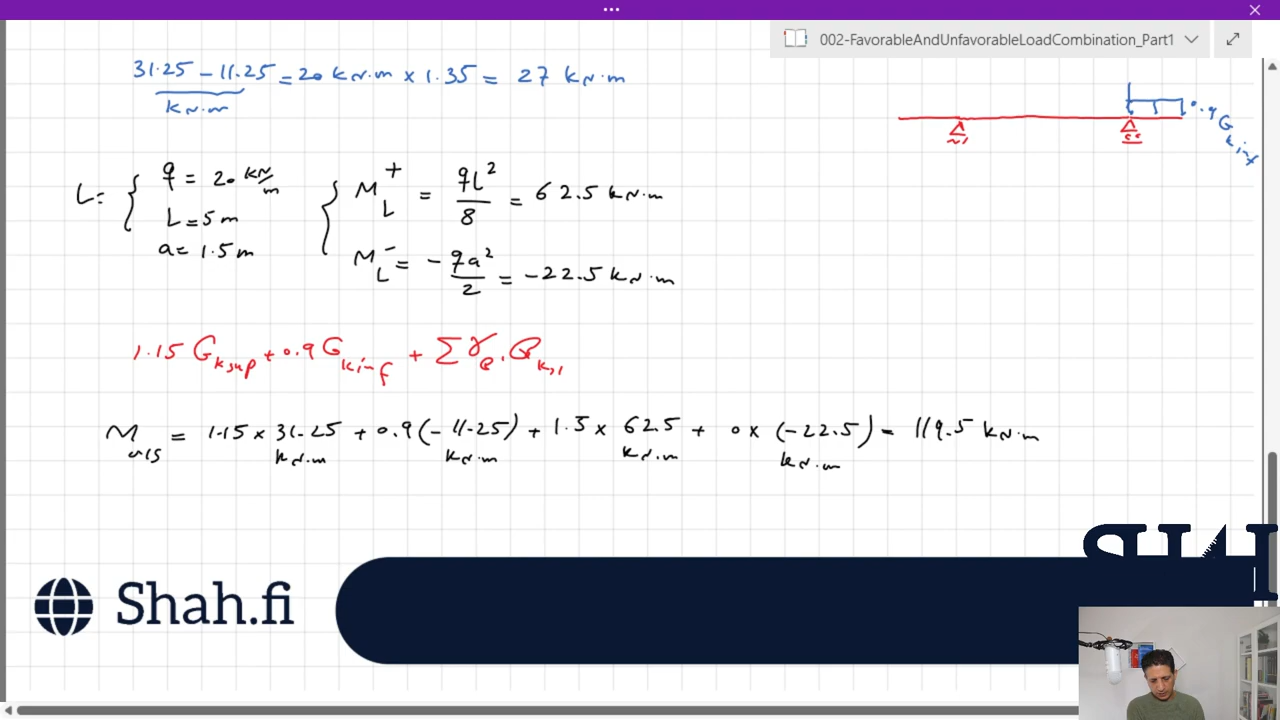 002-FavorableAndUnfavorableLoadCombination_Part1
31.25 - 11.25 = 20 kN.m × 1.35 = 27 kN.m
kN.m
0.9 G k inf
L: { q = 20 kN/m
L = 5 m
a = 1.5 m
M L + = qL²/8 = 62.5 kN.m
M L - = - qa²/2 = -22.5 kN.m
1.15 G k sup + 0.9 G k inf + Σ γ Q . Q k,1
M = 1.15 × 31.25 + 0.9 (-11.25) + 1.5 × 62.5 + 0 × (-22.5) = 119.5 kN.m
kN.m kN.m kN.m kN.m
Shah.fi